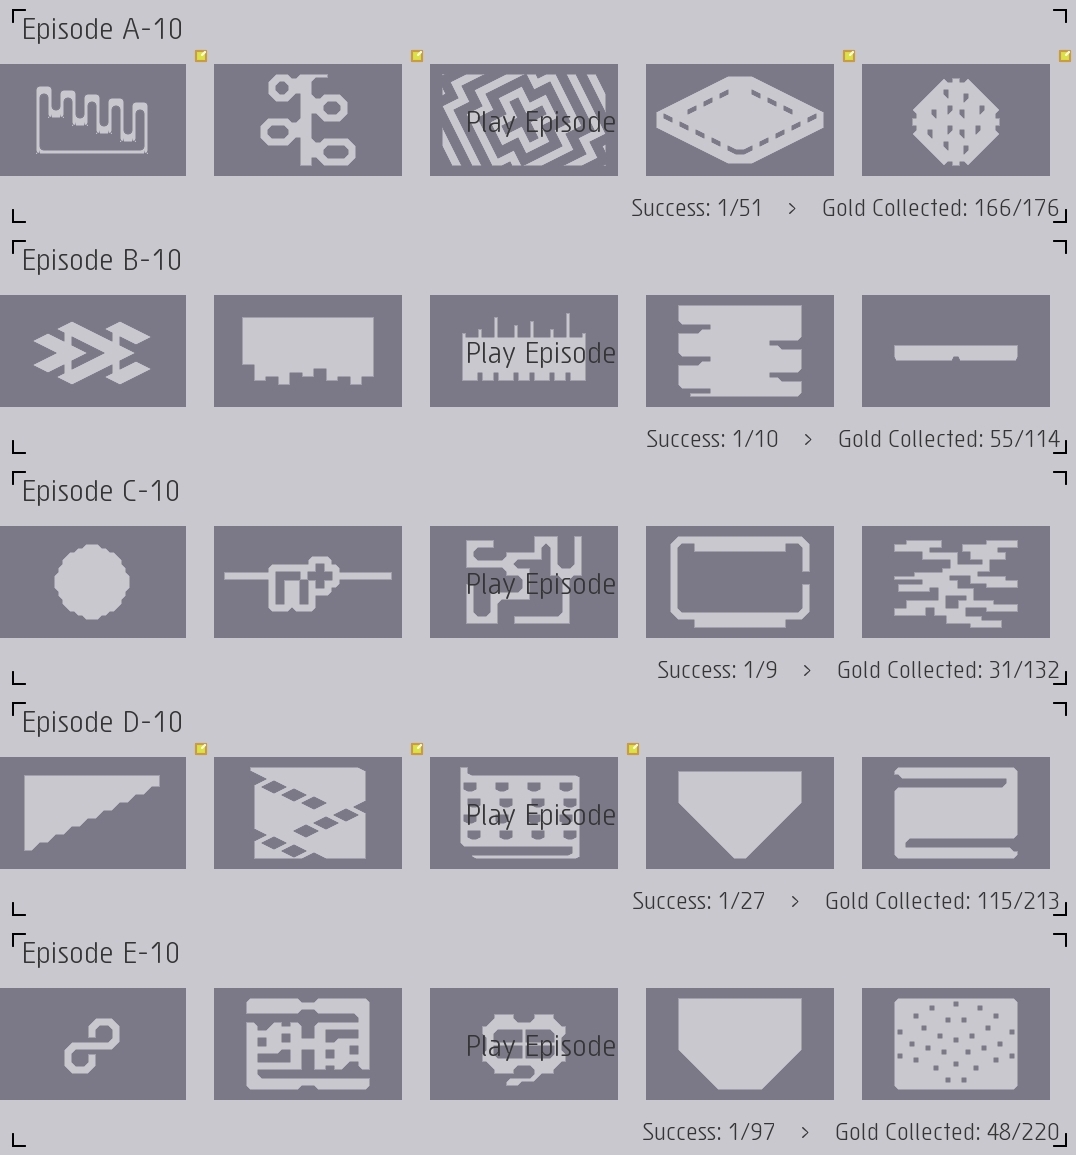 Episode A-10
Play Episode
Success: 1/51 > Gold Collected: 166/176
Episode B-10
Play Episode
Success: 1/10 > Gold Collected: 55/114
Episode C-10
Play Episode
Success: 1/9 > Gold Collected: 31/132
Episode D-10
Play Episode
Success: 1/27 > Gold Collected: 115/213
Episode E-10
Play Episode
Success: 1/97 > Gold Collected: 48/220